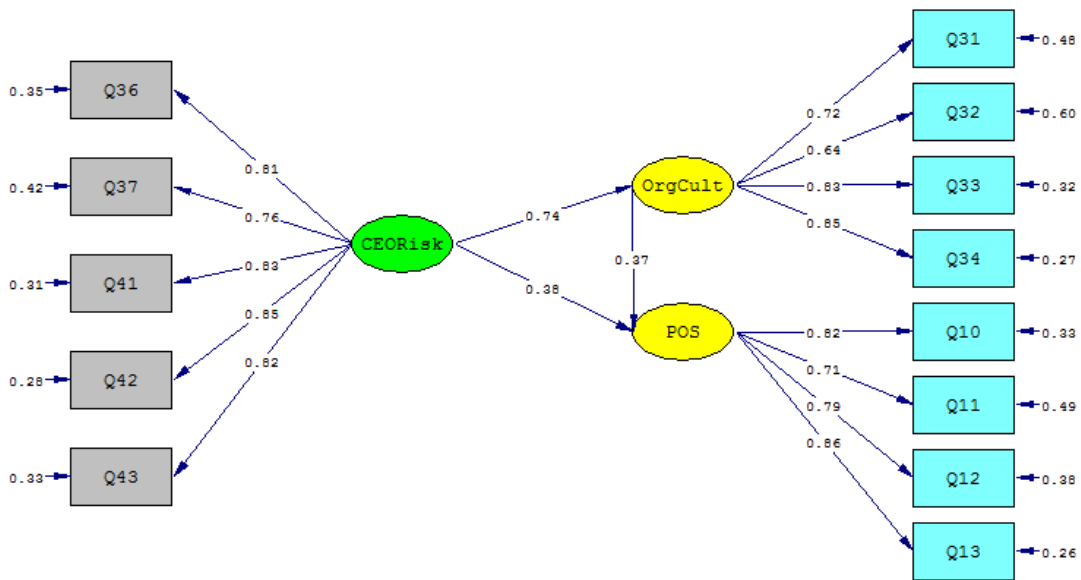 0.35
Q36
0.42
Q37
0.31
Q41
0.28
Q42
0.33
Q43
0.81
0.76
0.83
0.85
0.82
CEORisk
0.74
0.38
OrgCult
0.37
POS
0.72
0.64
0.83
0.85
0.82
0.71
0.79
0.86
Q31
0.48
Q32
0.60
Q33
0.32
Q34
0.27
Q10
0.33
Q11
0.49
Q12
0.38
Q13
0.26